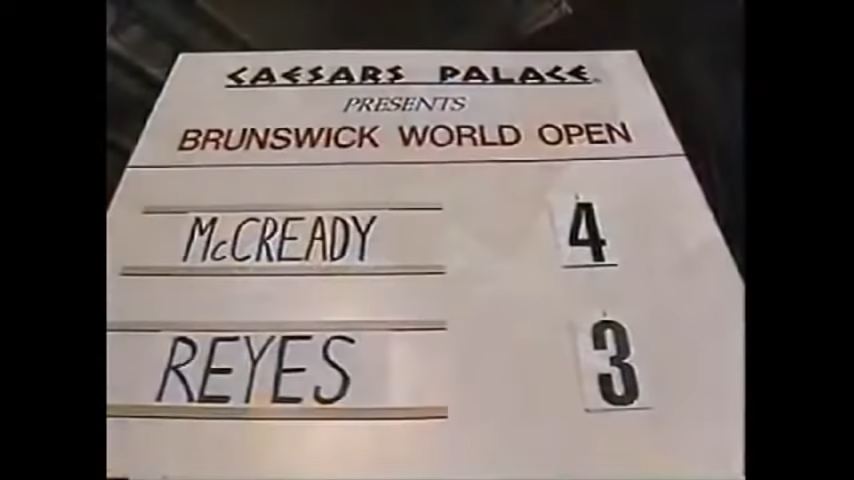 CAESARS PALACE
PRESENTS
BRUNSWICK WORLD OPEN
McCREADY 4
REYES 3